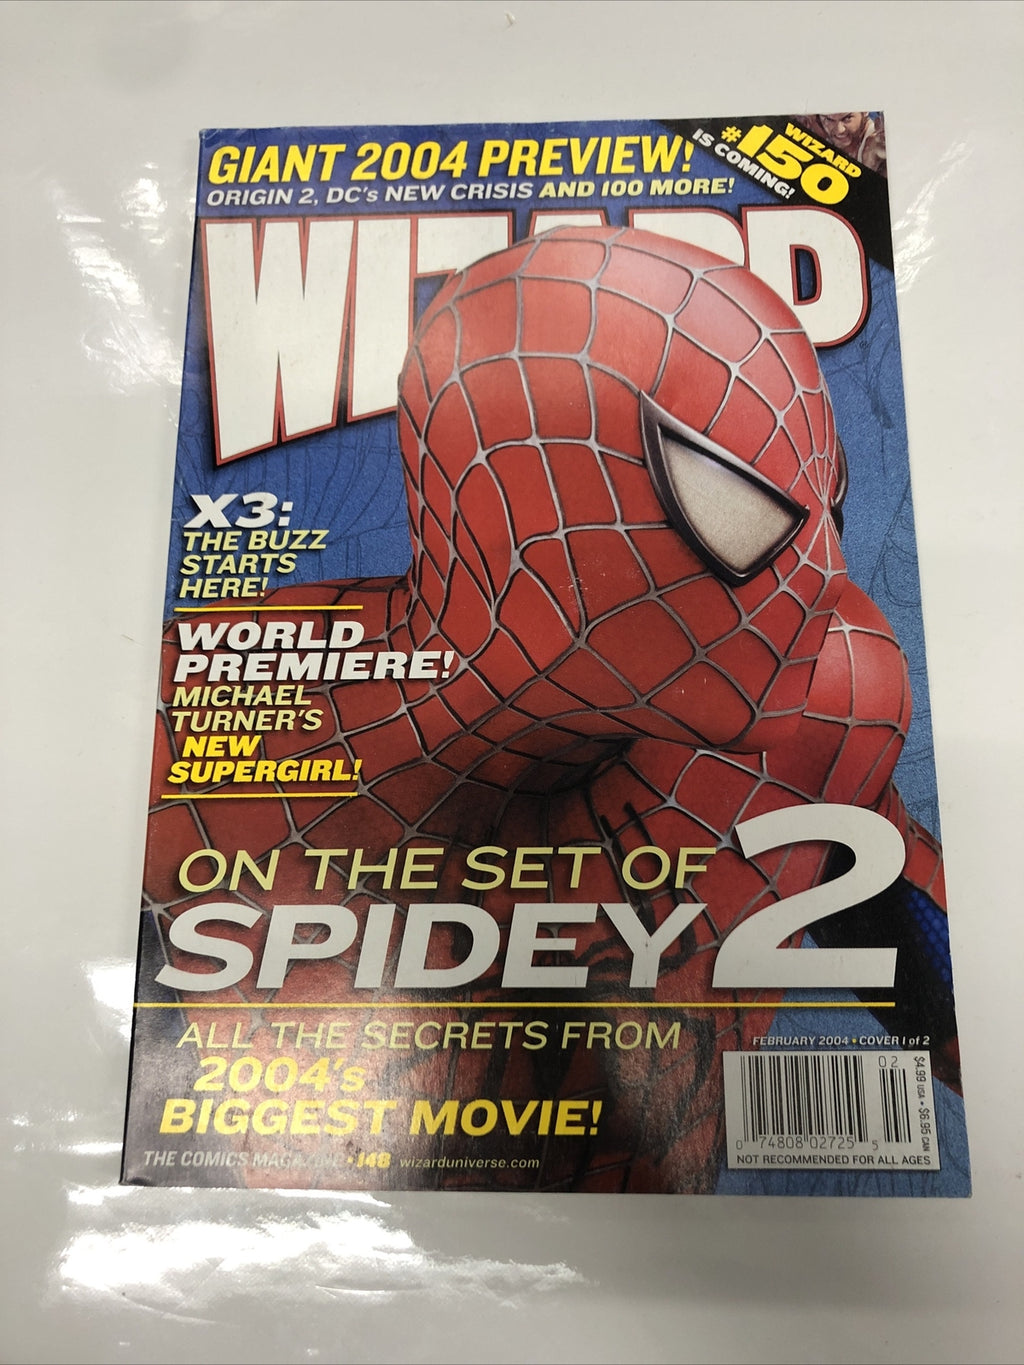 GIANT 2004 PREVIEW!
ORIGIN 2, DC's NEW CRISIS AND 100 MORE!
WIZARD
#150
IS COMING!
WIZARD
X3:
THE BUZZ
STARTS
HERE!
WORLD
PREMIERE!
MICHAEL
TURNER'S
NEW
SUPERGIRL!
ON THE SET OF
SPIDEY 2
ALL THE SECRETS FROM
2004's
BIGGEST MOVIE!
THE COMICS MAGAZINE • 148 wizarduniverse.com
FEBRUARY 2004 • COVER 1 of 2
02
$4.99 USA • $6.95 CAN
0 74808 02725 5
NOT RECOMMENDED FOR ALL AGES